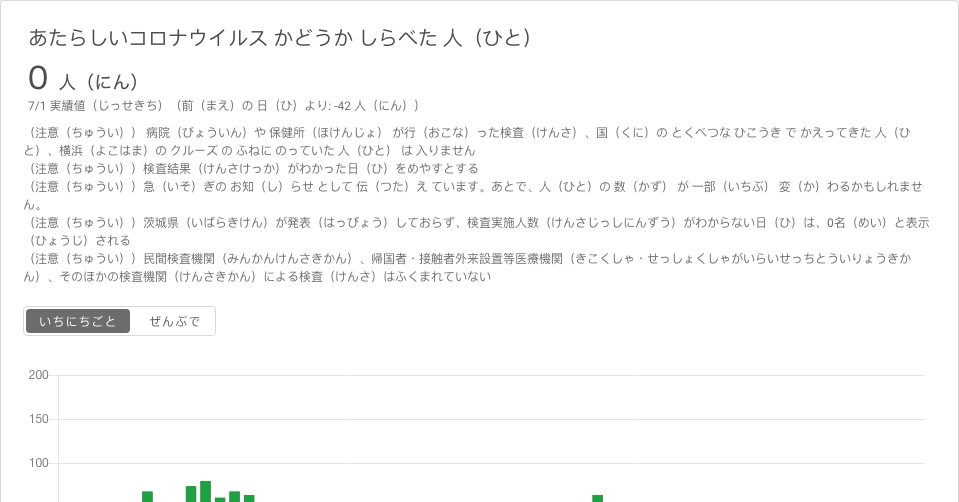 あたらしいコロナウイルス かどうか しらべた 人（ひと）
0 人（にん）
7/1 実績値（じっせきち）（前（まえ）の 日（ひ）より: -42 人（にん））
（注意（ちゅうい）） 病院（びょういん）や 保健所（ほけんじょ） が行（おこな）った検査（けんさ）、国（くに）の とくべつな ひこうき で かえってきた 人（ひ
と）、横浜（よこはま）の クルーズ の ふねに のっていた 人（ひと） は 入りません
（注意（ちゅうい））検査結果（けんさけっか）がわかった日（ひ）をめやすとする
（注意（ちゅうい））急（いそ）ぎの お知（し）らせ として 伝（つた）え ています。あとで、人（ひと）の 数（かず） が 一部（いちぶ） 変（か）わるかもしれませ
ん。
（注意（ちゅうい））茨城県（いばらきけん）が発表（はっぴょう）しておらず、検査実施人数（けんさじっしにんずう）がわからない日（ひ）は、0名（めい）と表示
（ひょうじ）される
（注意（ちゅうい））民間検査機関（みんかんけんさきかん）、帰国者・接触者外来設置等医療機関（きこくしゃ・せっしょくしゃがいらいせっちとういりょうきか
ん）、そのほかの検査機関（けんさきかん）による検査（けんさ）はふくまれていない
いちにちごと ぜんぶで
200
150
100